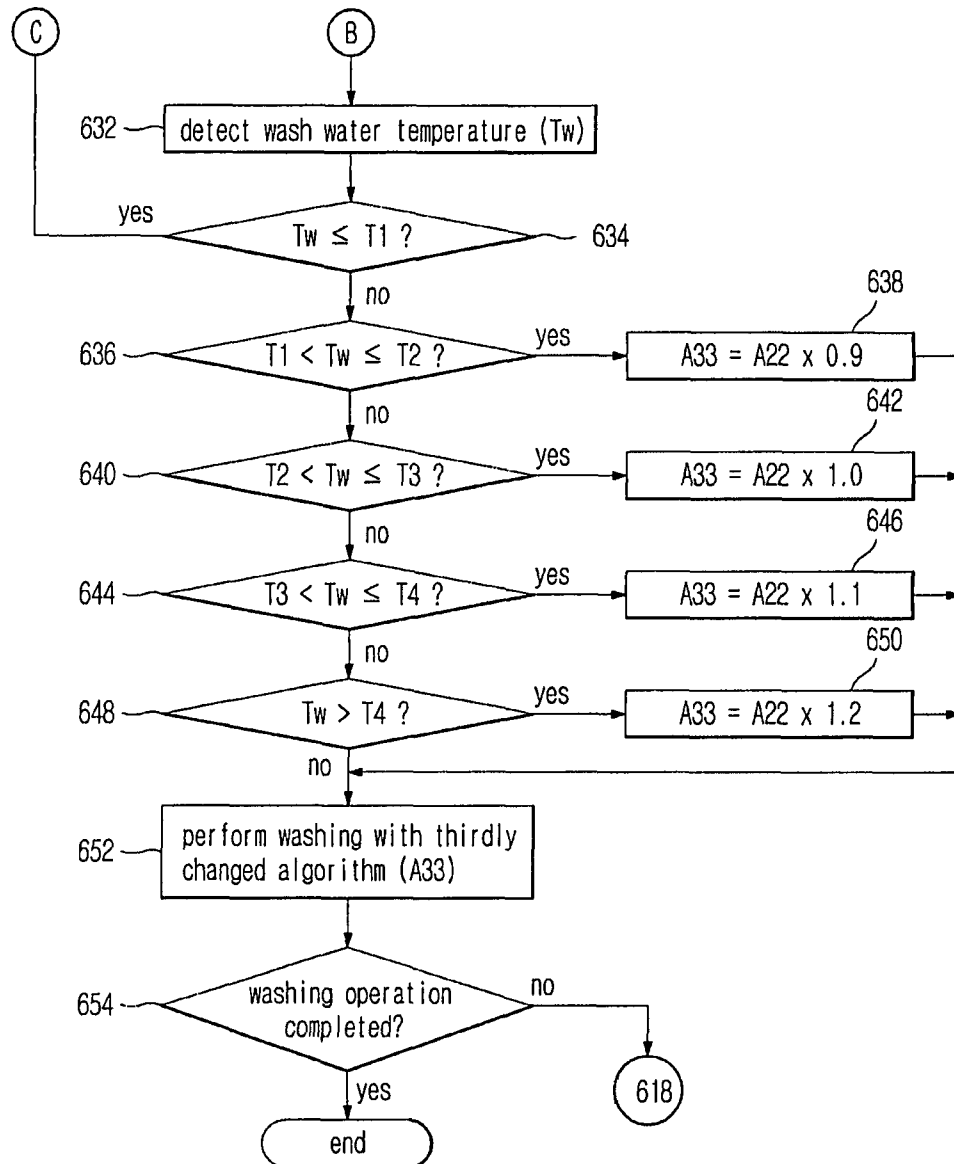 C
B
632
detect wash water temperature (Tw)
yes
Tw ≤ T1 ?
634
no
638
636
T1 < Tw ≤ T2 ?
yes
A33 = A22 x 0.9
no
642
640
T2 < Tw ≤ T3 ?
yes
A33 = A22 x 1.0
no
646
644
T3 < Tw ≤ T4 ?
yes
A33 = A22 x 1.1
no
650
648
Tw > T4 ?
yes
A33 = A22 x 1.2
no
652
perform washing with thirdly
changed algorithm (A33)
654
washing operation
completed?
no
yes
618
end